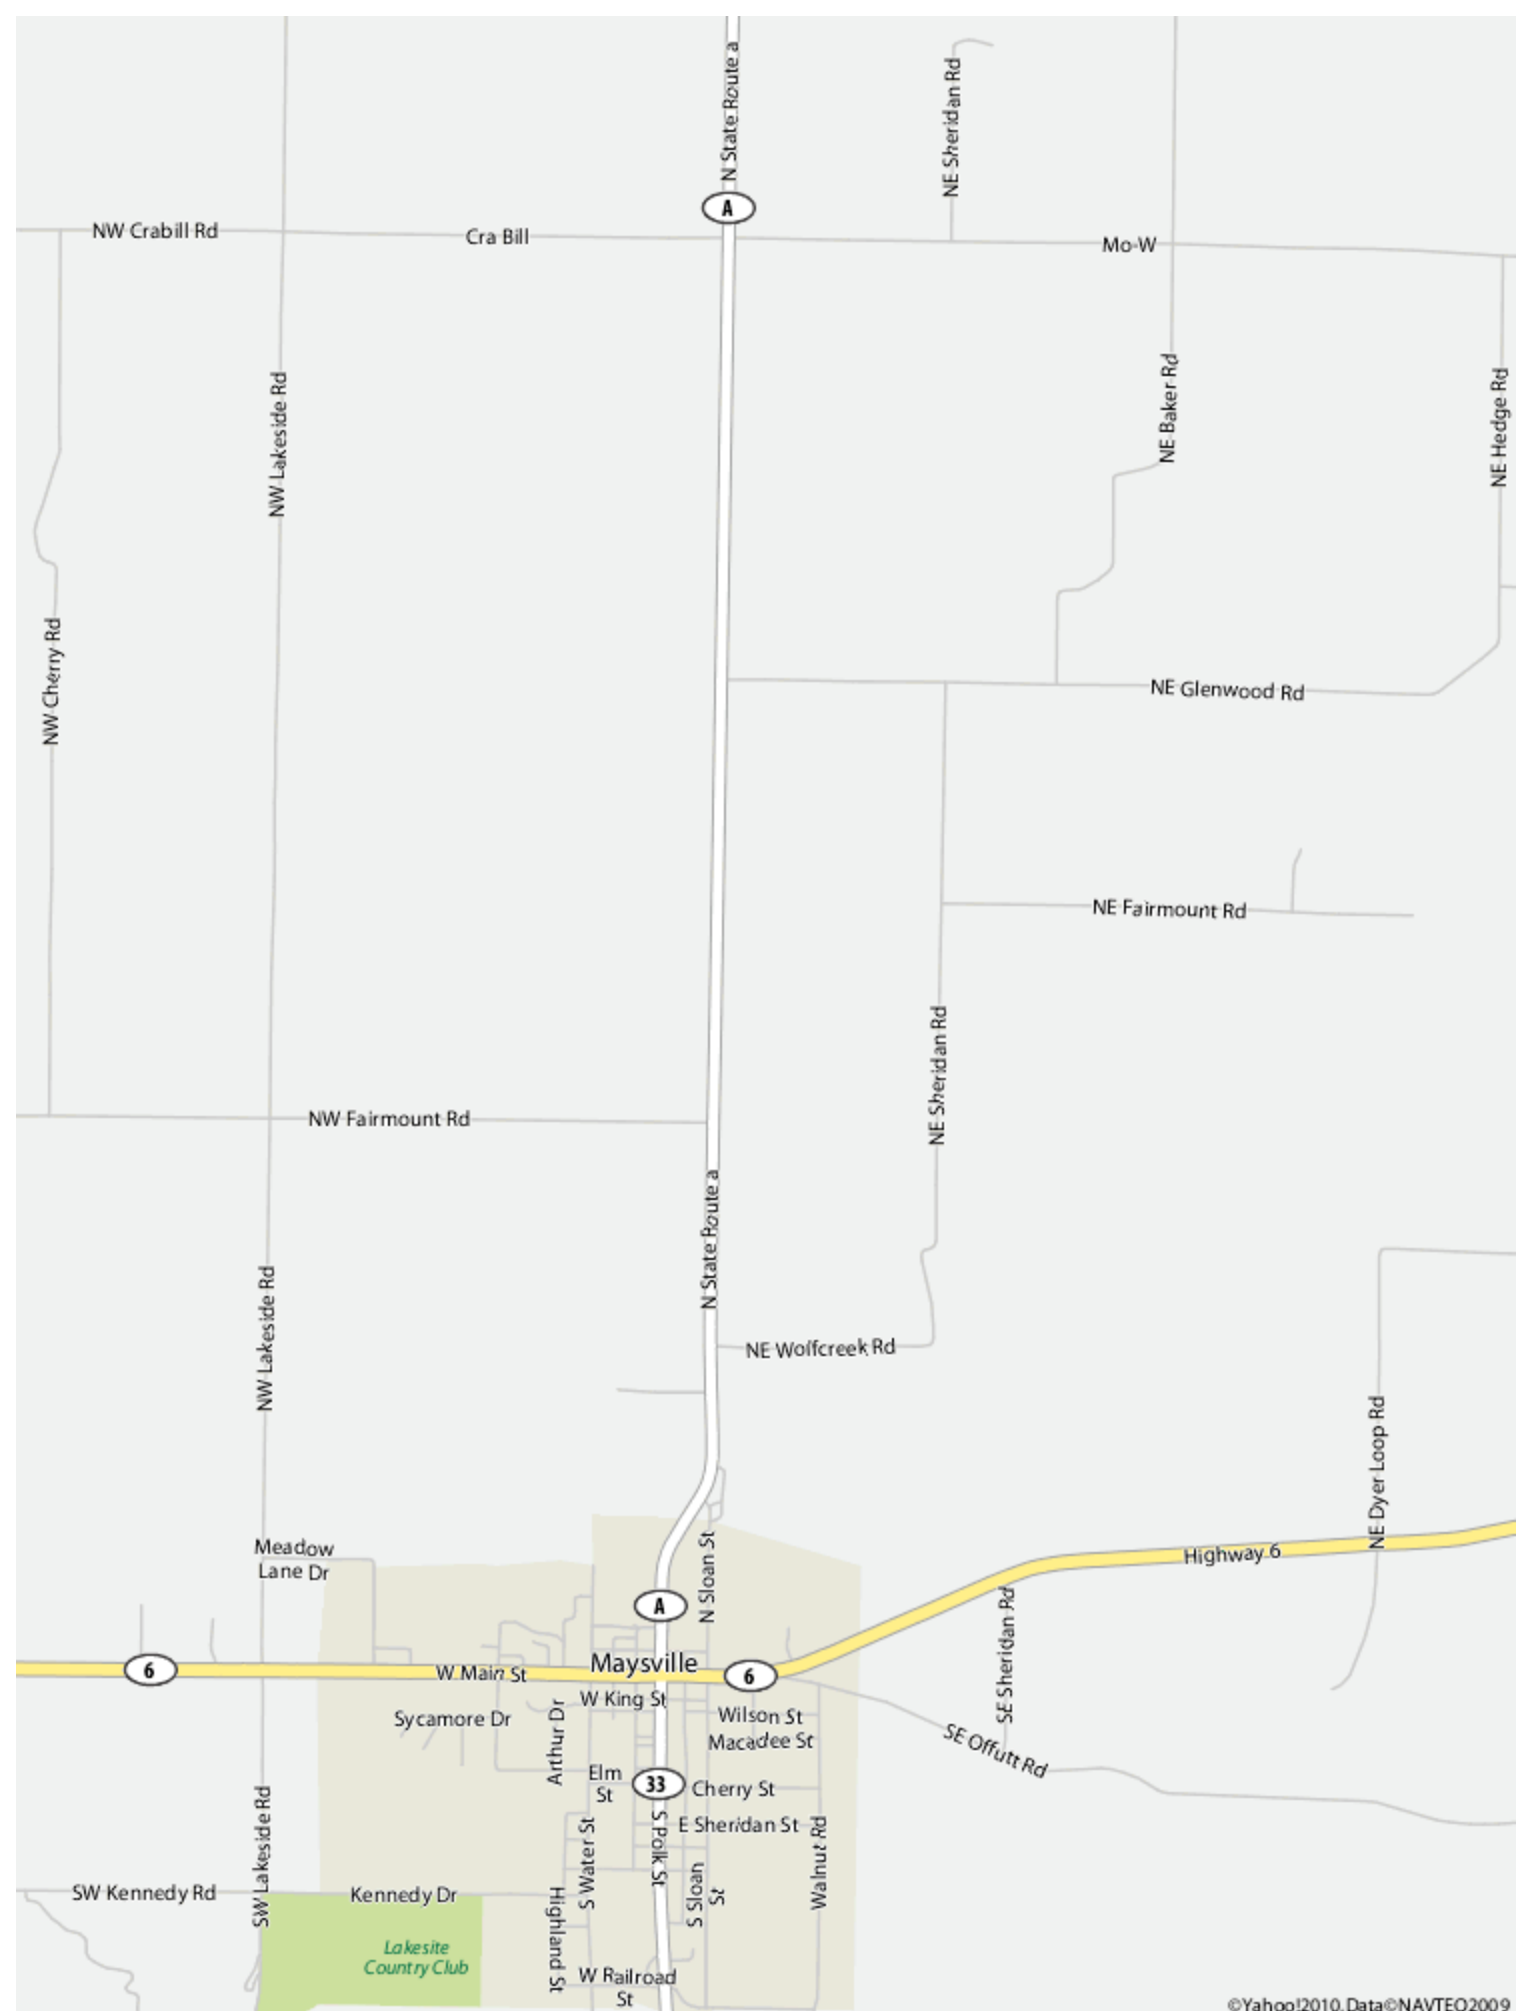 N State Route a
NE Sheridan Rd
A
NW Crabill Rd
Cra Bill
Mo-W
NW Lakeside Rd
NE Baker Rd
NE Hedge Rd
NW Cherry Rd
NE Glenwood Rd
NE Fairmount Rd
NE Sheridan Rd
NW Fairmount Rd
N State Route a
NW Lakeside Rd
NE Wolfcreek Rd
NE Dyer Loop Rd
Meadow
Lane Dr
N Sloan St
Highway 6
A
SE Sheridan Rd
6
W Main St
Maysville
6
W King St
Sycamore Dr
Arthur Dr
Wilson St
Macadee St
SE Offutt Rd
Elm
St
33
Cherry St
SW Lakeside Rd
S Water St
S Polk St
E Sheridan St
Walnut Rd
SW Kennedy Rd
Kennedy Dr
Highland St
S Sloan
St
Lakesite
Country Club
W Railroad
St
©Yahoo!2010, Data©NAVTEQ2009